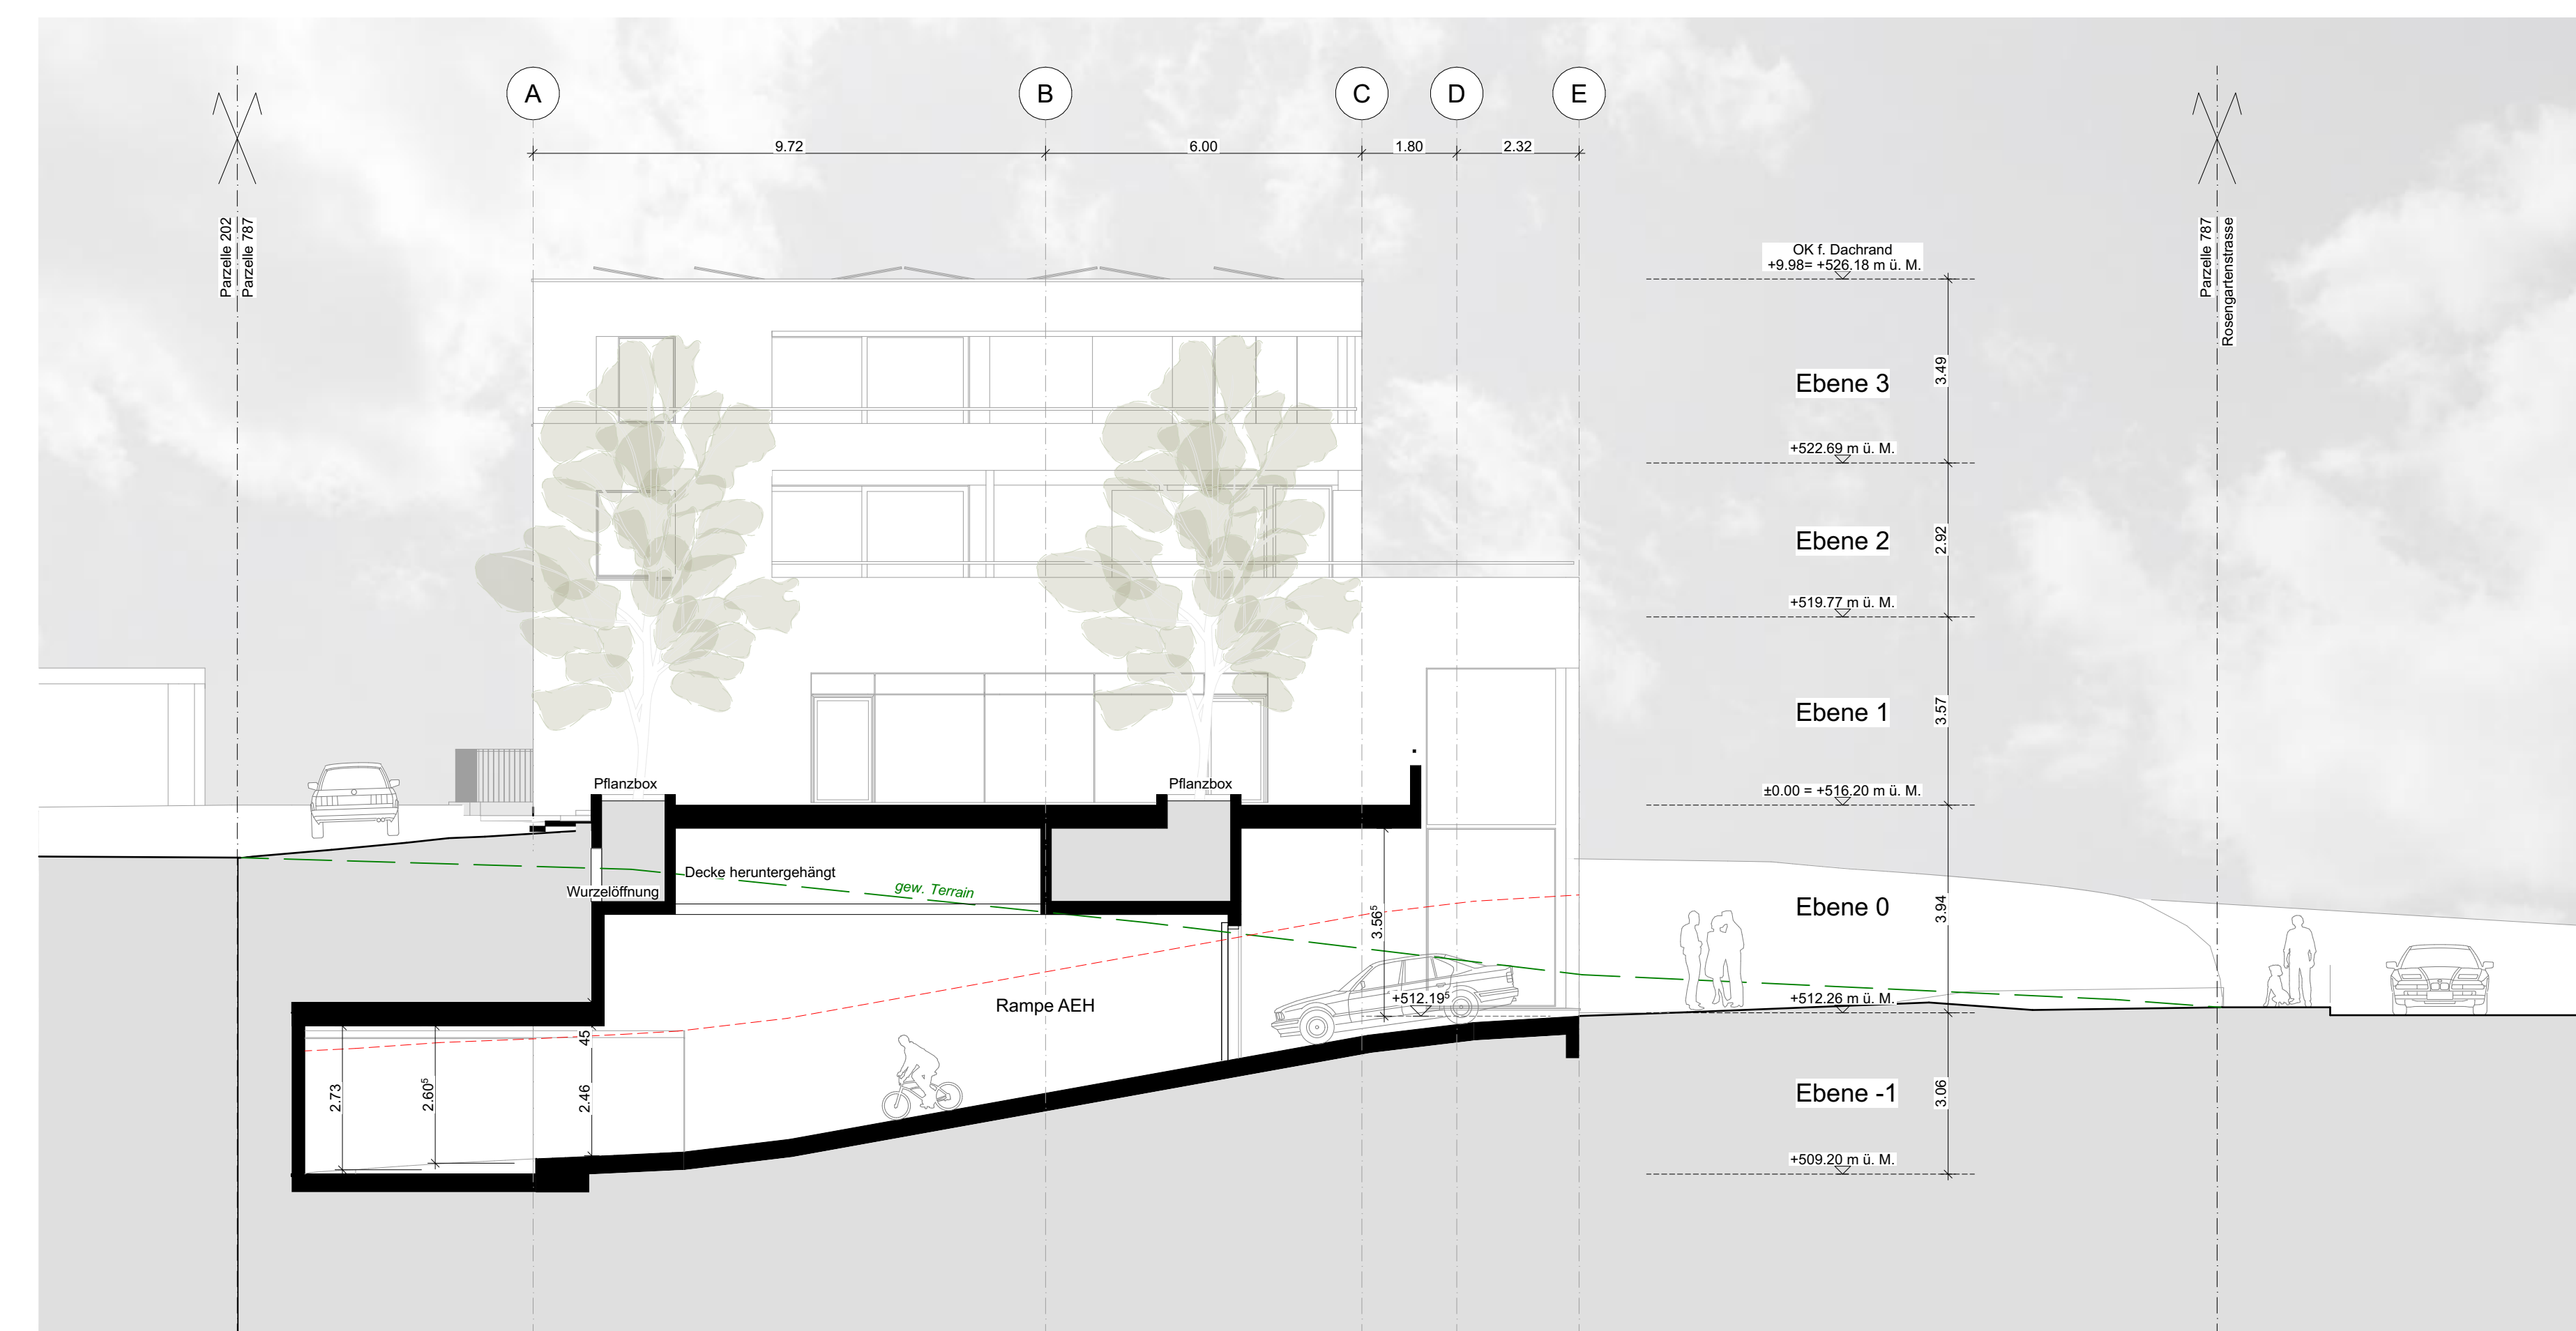 A B C D E
9.72 6.00 1.80 2.32
Parzelle 202
Parzelle 787
Parzelle 787
Rosengartenstrasse
OK f. Dachrand
+9.98= +526.18 m ü. M.
Ebene 3
3.49
+522.69 m ü. M.
Ebene 2
2.92
+519.77 m ü. M.
Ebene 1
3.57
±0.00 = +516.20 m ü. M.
Pflanzbox
Pflanzbox
Decke heruntergehängt
Wurzelöffnung
gew. Terrain
Ebene 0
3.94
3.56⁵
+512.19⁵
+512.26 m ü. M.
Rampe AEH
45
2.73
2.60⁵
2.46
Ebene -1
3.06
+509.20 m ü. M.